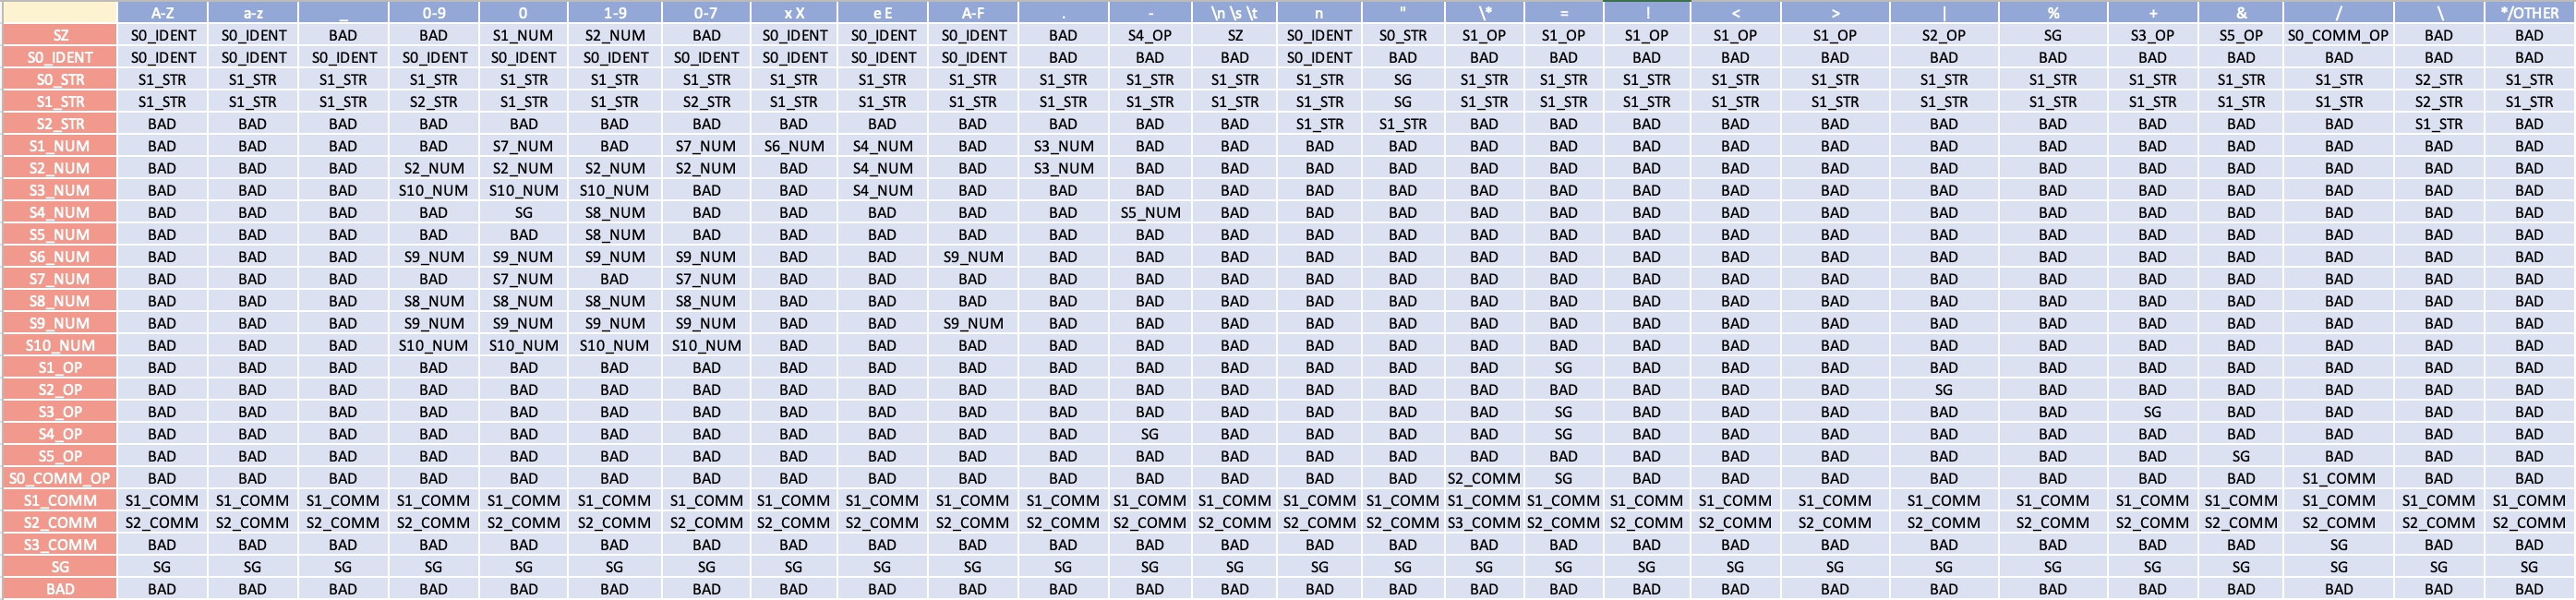 A-Z a-z _ 0-9 0 1-9 0-7 x X e E A-F . - \n \s \t n " \* = ! < > | % + & / \ */OTHER
SZ S0_IDENT S0_IDENT BAD BAD S1_NUM S2_NUM BAD S0_IDENT S0_IDENT S0_IDENT BAD S4_OP SZ S0_IDENT S0_STR S1_OP S1_OP S1_OP S1_OP S1_OP S2_OP SG S3_OP S5_OP S0_COMM_OP BAD BAD
S0_IDENT S0_IDENT S0_IDENT S0_IDENT S0_IDENT S0_IDENT S0_IDENT S0_IDENT S0_IDENT S0_IDENT S0_IDENT BAD BAD BAD S0_IDENT BAD BAD BAD BAD BAD BAD BAD BAD BAD BAD BAD BAD BAD
S0_STR S1_STR S1_STR S1_STR S1_STR S1_STR S1_STR S1_STR S1_STR S1_STR S1_STR S1_STR S1_STR S1_STR S1_STR SG S1_STR S1_STR S1_STR S1_STR S1_STR S1_STR S1_STR S1_STR S1_STR S1_STR S2_STR S1_STR
S1_STR S1_STR S1_STR S1_STR S2_STR S1_STR S1_STR S2_STR S1_STR S1_STR S1_STR S1_STR S1_STR S1_STR S1_STR SG S1_STR S1_STR S1_STR S1_STR S1_STR S1_STR S1_STR S1_STR S1_STR S1_STR S2_STR S1_STR
S2_STR BAD BAD BAD BAD BAD BAD BAD BAD BAD BAD BAD BAD BAD S1_STR S1_STR BAD BAD BAD BAD BAD BAD BAD BAD BAD BAD S1_STR BAD
S1_NUM BAD BAD BAD BAD S7_NUM BAD S7_NUM S6_NUM S4_NUM BAD S3_NUM BAD BAD BAD BAD BAD BAD BAD BAD BAD BAD BAD BAD BAD BAD BAD BAD
S2_NUM BAD BAD BAD S2_NUM S2_NUM S2_NUM S2_NUM BAD S4_NUM BAD S3_NUM BAD BAD BAD BAD BAD BAD BAD BAD BAD BAD BAD BAD BAD BAD BAD BAD
S3_NUM BAD BAD BAD S10_NUM S10_NUM S10_NUM BAD BAD S4_NUM BAD BAD BAD BAD BAD BAD BAD BAD BAD BAD BAD BAD BAD BAD BAD BAD BAD BAD
S4_NUM BAD BAD BAD BAD SG S8_NUM BAD BAD BAD BAD BAD S5_NUM BAD BAD BAD BAD BAD BAD BAD BAD BAD BAD BAD BAD BAD BAD BAD
S5_NUM BAD BAD BAD BAD BAD S8_NUM BAD BAD BAD BAD BAD BAD BAD BAD BAD BAD BAD BAD BAD BAD BAD BAD BAD BAD BAD BAD BAD
S6_NUM BAD BAD BAD S9_NUM S9_NUM S9_NUM S9_NUM BAD BAD S9_NUM BAD BAD BAD BAD BAD BAD BAD BAD BAD BAD BAD BAD BAD BAD BAD BAD BAD
S7_NUM BAD BAD BAD BAD S7_NUM BAD S7_NUM BAD BAD BAD BAD BAD BAD BAD BAD BAD BAD BAD BAD BAD BAD BAD BAD BAD BAD BAD BAD
S8_NUM BAD BAD BAD S8_NUM S8_NUM S8_NUM S8_NUM BAD BAD BAD BAD BAD BAD BAD BAD BAD BAD BAD BAD BAD BAD BAD BAD BAD BAD BAD BAD
S9_NUM BAD BAD BAD S9_NUM S9_NUM S9_NUM S9_NUM BAD BAD S9_NUM BAD BAD BAD BAD BAD BAD BAD BAD BAD BAD BAD BAD BAD BAD BAD BAD BAD
S10_NUM BAD BAD BAD S10_NUM S10_NUM S10_NUM S10_NUM BAD BAD BAD BAD BAD BAD BAD BAD BAD BAD BAD BAD BAD BAD BAD BAD BAD BAD BAD BAD
S1_OP BAD BAD BAD BAD BAD BAD BAD BAD BAD BAD BAD BAD BAD BAD BAD BAD SG BAD BAD BAD BAD BAD BAD BAD BAD BAD BAD
S2_OP BAD BAD BAD BAD BAD BAD BAD BAD BAD BAD BAD BAD BAD BAD BAD BAD BAD BAD BAD BAD SG BAD BAD BAD BAD BAD BAD
S3_OP BAD BAD BAD BAD BAD BAD BAD BAD BAD BAD BAD BAD BAD BAD BAD BAD SG BAD BAD BAD BAD BAD SG BAD BAD BAD BAD
S4_OP BAD BAD BAD BAD BAD BAD BAD BAD BAD BAD BAD SG BAD BAD BAD BAD SG BAD BAD BAD BAD BAD BAD BAD BAD BAD BAD
S5_OP BAD BAD BAD BAD BAD BAD BAD BAD BAD BAD BAD BAD BAD BAD BAD BAD BAD BAD BAD BAD BAD BAD BAD SG BAD BAD BAD
S0_COMM_OP BAD BAD BAD BAD BAD BAD BAD BAD BAD BAD BAD BAD BAD BAD BAD S2_COMM SG BAD BAD BAD BAD BAD BAD BAD S1_COMM BAD BAD
S1_COMM S1_COMM S1_COMM S1_COMM S1_COMM S1_COMM S1_COMM S1_COMM S1_COMM S1_COMM S1_COMM S1_COMM S1_COMM S1_COMM S1_COMM S1_COMM S1_COMM S1_COMM S1_COMM S1_COMM S1_COMM S1_COMM S1_COMM S1_COMM S1_COMM S1_COMM S1_COMM S1_COMM
S2_COMM S2_COMM S2_COMM S2_COMM S2_COMM S2_COMM S2_COMM S2_COMM S2_COMM S2_COMM S2_COMM S2_COMM S2_COMM S2_COMM S2_COMM S2_COMM S3_COMM S2_COMM S2_COMM S2_COMM S2_COMM S2_COMM S2_COMM S2_COMM S2_COMM S2_COMM S2_COMM S2_COMM
S3_COMM BAD BAD BAD BAD BAD BAD BAD BAD BAD BAD BAD BAD BAD BAD BAD BAD BAD BAD BAD BAD BAD BAD BAD BAD SG BAD BAD
SG SG SG SG SG SG SG SG SG SG SG SG SG SG SG SG SG SG SG SG SG SG SG SG SG SG SG SG
BAD BAD BAD BAD BAD BAD BAD BAD BAD BAD BAD BAD BAD BAD BAD BAD BAD BAD BAD BAD BAD BAD BAD BAD BAD BAD BAD BAD